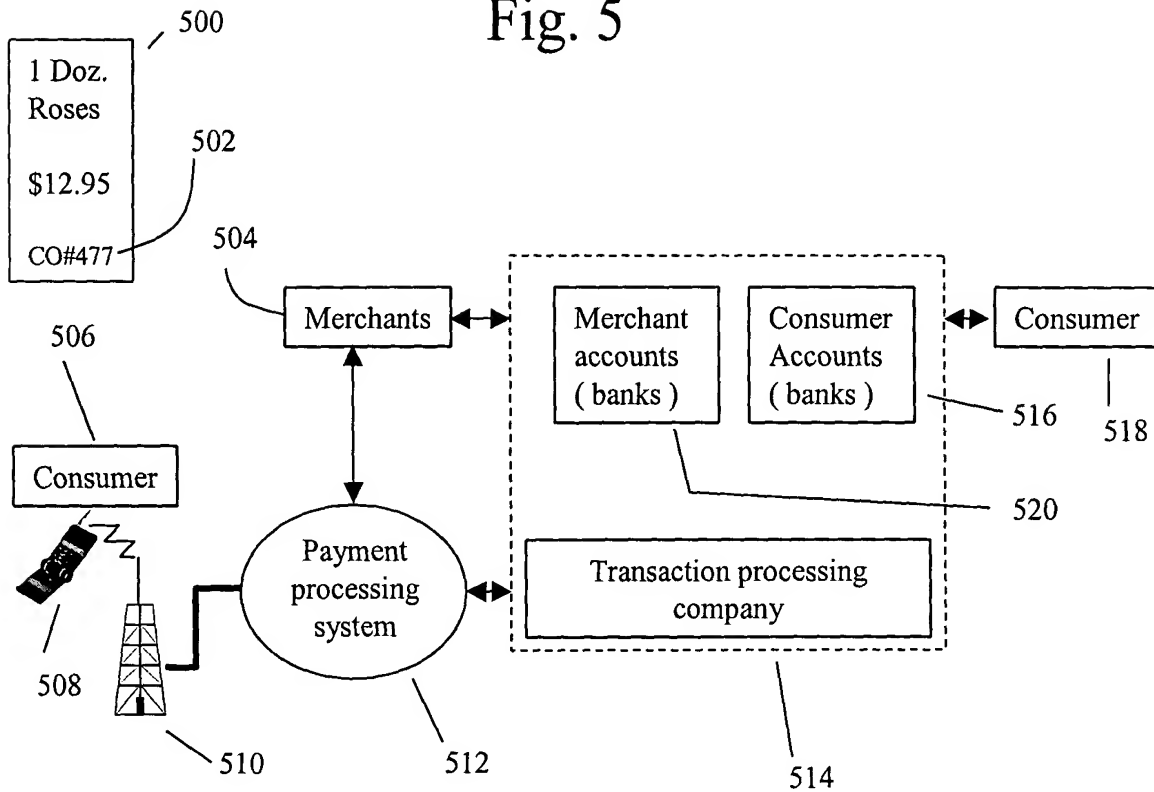 Fig. 5
500
1 Doz.
Roses
$12.95
CO#477
502
504
Merchants
Merchant
accounts
( banks )
Consumer
Accounts
( banks )
Consumer
506
516
518
Consumer
520
Payment
processing
system
Transaction processing
company
508
510
512
514